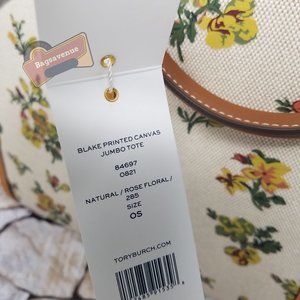 Bagsavenue
BLAKE PRINTED CANVAS
JUMBO TOTE
84697
0821
NATURAL / ROSE FLORAL /
285
SIZE
OS
TORYBURCH.COM